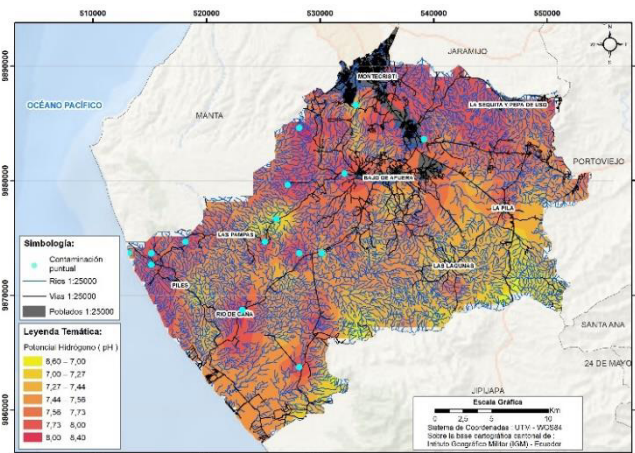 510000 520000 530000 540000 550000
9890000
9880000
9870000
9860000
JARAMIJO
MONTECRISTI
OCÉANO PACÍFICO
MANTA
LA SEQUITA Y PEPA DE USO
PORTOVIEJO
BAJO DE AFUERA
LA PILA
LAS PAMPAS
LAS LAGUNAS
PILES
RIO DE CAÑA
SANTA ANA
24 DE MAYO
JIPIJAPA
Simbología:
Contaminación
puntual
Ríos 1:25000
Vías 1:25000
Poblados 1:25000
Leyenda Temática:
Potencial Hidrógeno ( pH )
6,60 – 7,00
7,00 – 7,27
7,27 – 7,44
7,44 – 7,56
7,56 – 7,73
7,73 – 8,00
8,00 – 8,40
N
Escala Gráfica
0 2,5 5 10 Km
Sistema de Coordenadas : UTM - WGS84
Sobre la base cartográfica cantonal de :
Geográfico Militar (IGM) - Ecuador